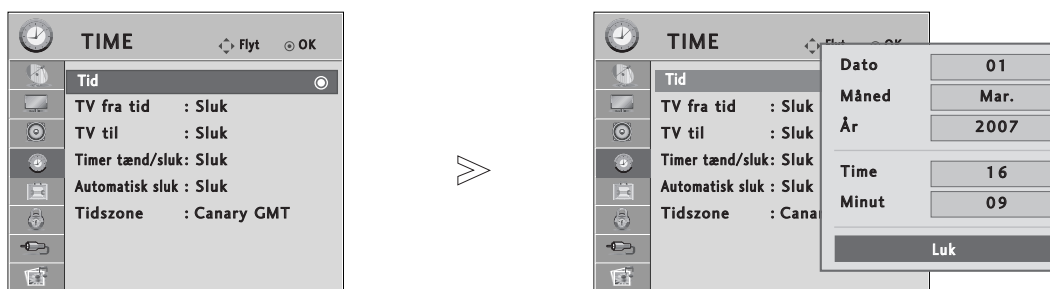 TIME Flyt OK
Tid
TV fra tid : Sluk
TV til : Sluk
Timer tænd/sluk: Sluk
Automatisk sluk : Sluk
Tidszone : Canary GMT
>
TIME
Tid
TV fra tid : Sluk
TV til : Sluk
Timer tænd/sluk: Sluk
Automatisk sluk : Sluk
Tidszone : Canar
Dato 01
Måned Mar.
År 2007
Time 16
Minut 09
Luk